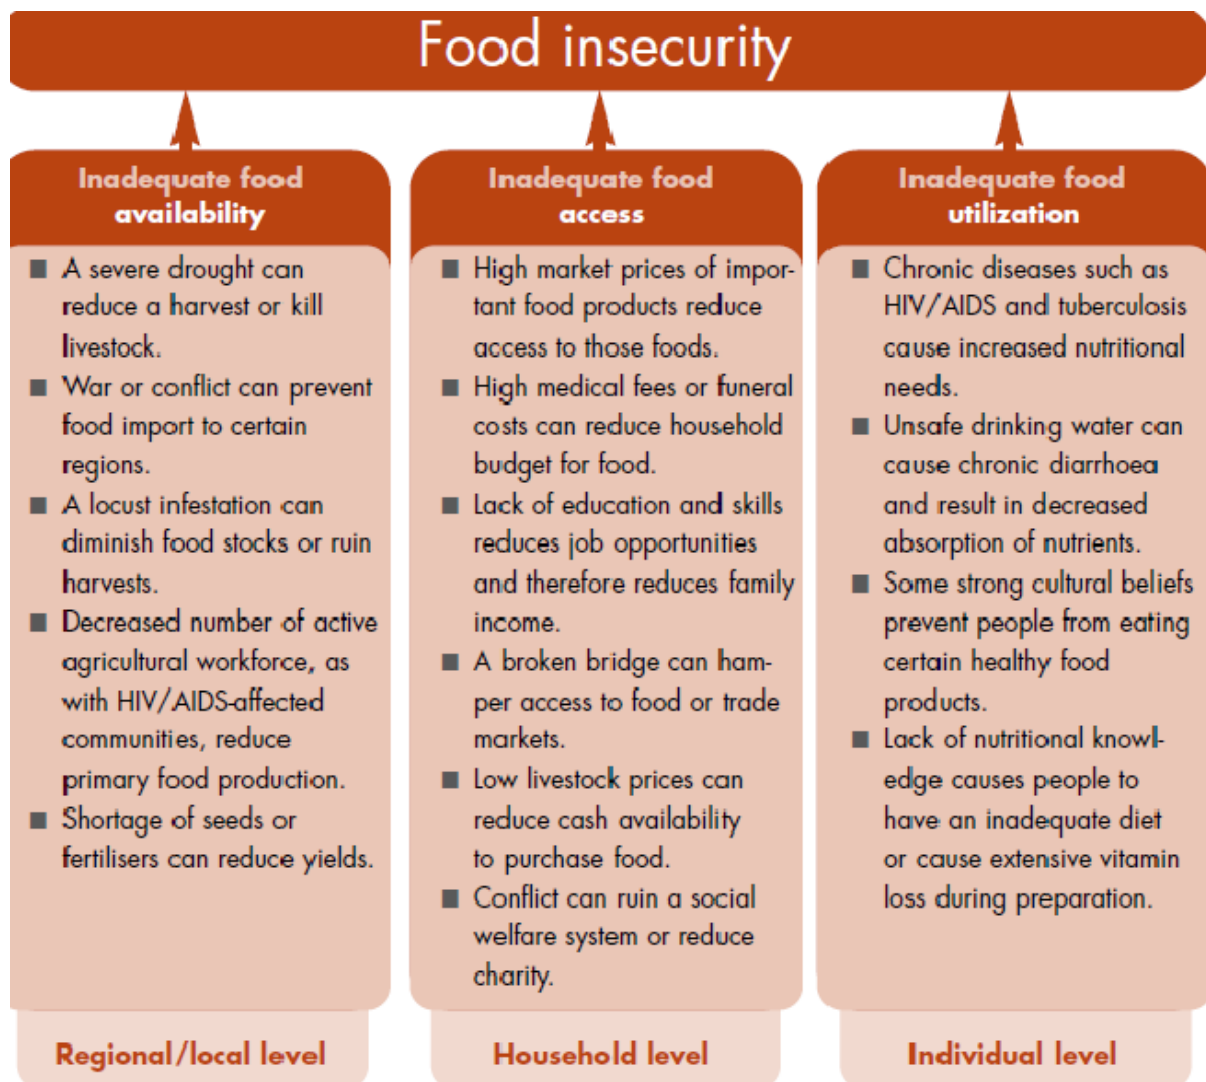 Food insecurity
Inadequate food
availability
■ A severe drought can
reduce a harvest or kill
livestock.
■ War or conflict can prevent
food import to certain
regions.
■ A locust infestation can
diminish food stocks or ruin
harvests.
■ Decreased number of active
agricultural workforce, as
with HIV/AIDS-affected
communities, reduce
primary food production.
■ Shortage of seeds or
fertilisers can reduce yields.
Regional/local level
Inadequate food
access
■ High market prices of impor-
tant food products reduce
access to those foods.
■ High medical fees or funeral
costs can reduce household
budget for food.
■ Lack of education and skills
reduces job opportunities
and therefore reduces family
income.
■ A broken bridge can ham-
per access to food or trade
markets.
■ Low livestock prices can
reduce cash availability
to purchase food.
■ Conflict can ruin a social
welfare system or reduce
charity.
Household level
Inadequate food
utilization
■ Chronic diseases such as
HIV/AIDS and tuberculosis
cause increased nutritional
needs.
■ Unsafe drinking water can
cause chronic diarrhoea
and result in decreased
absorption of nutrients.
■ Some strong cultural beliefs
prevent people from eating
certain healthy food
products.
■ Lack of nutritional knowl-
edge causes people to
have an inadequate diet
or cause extensive vitamin
loss during preparation.
Individual level